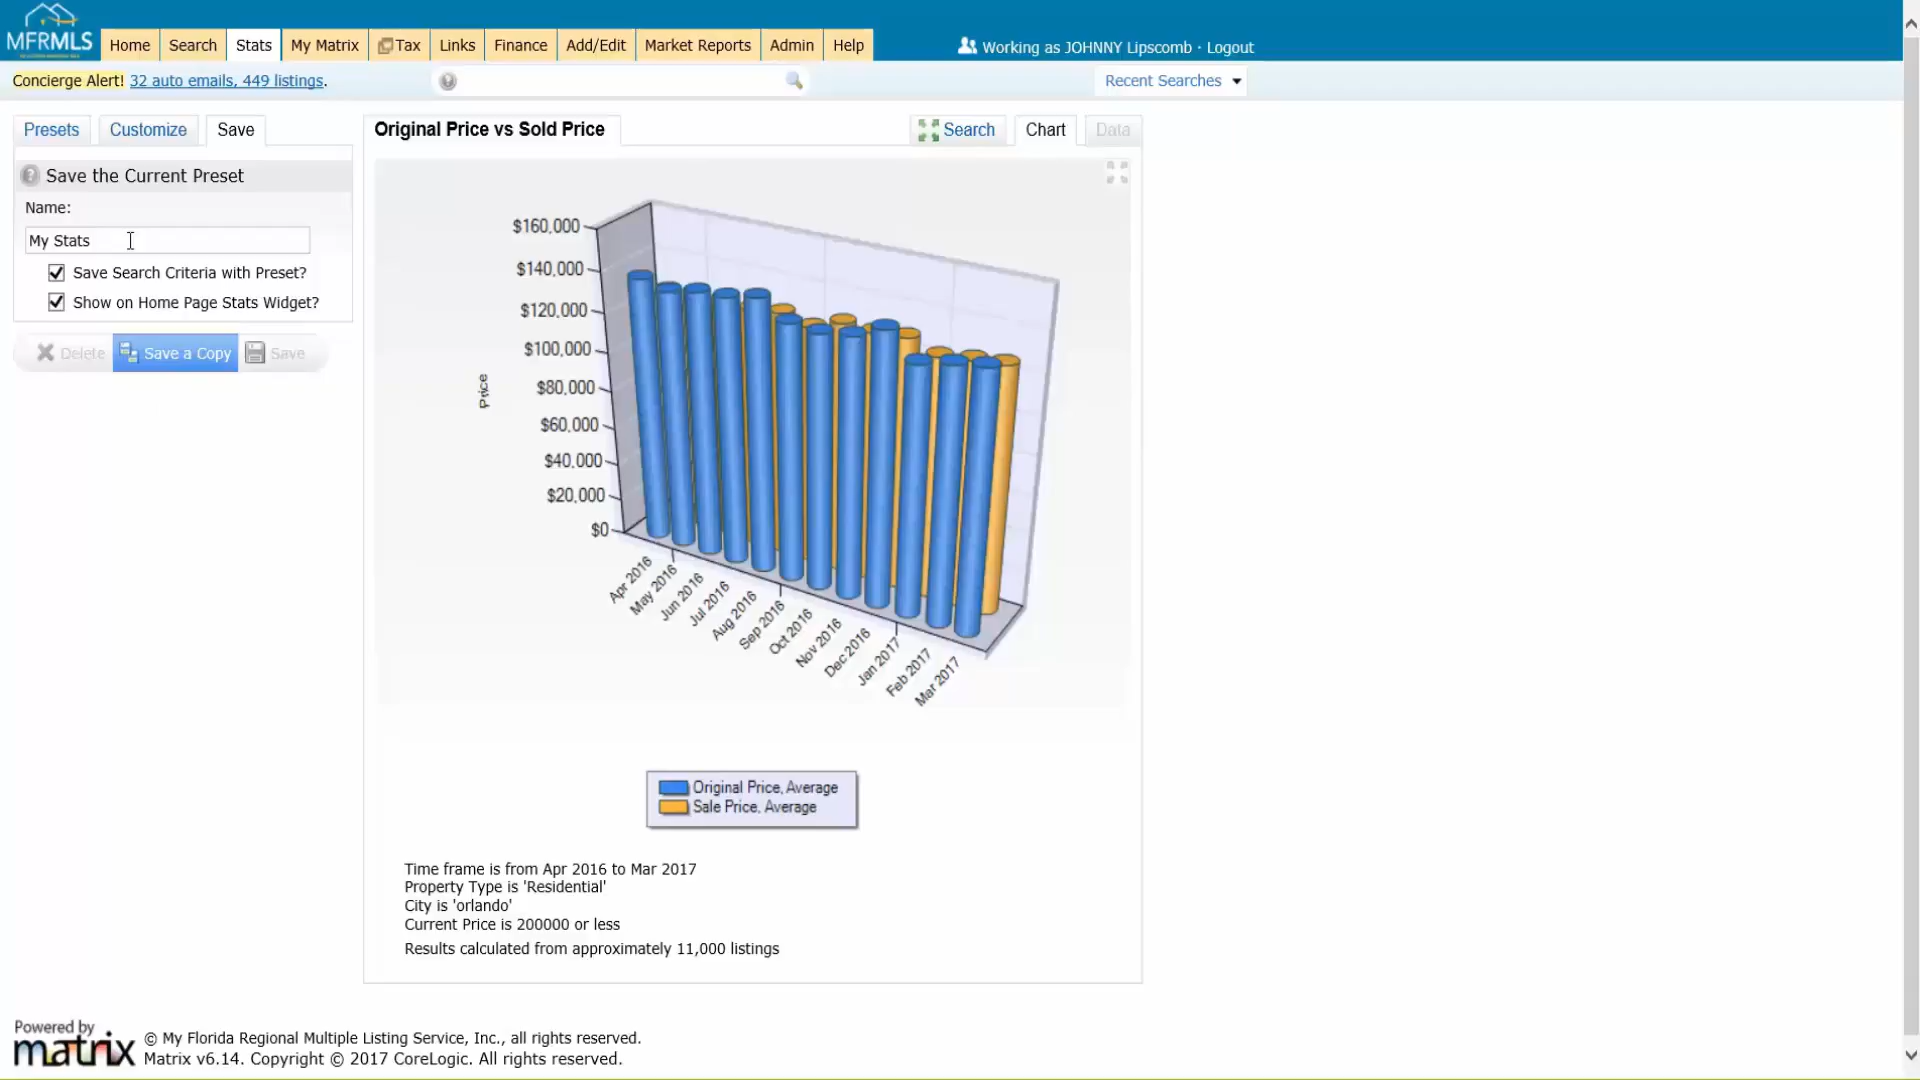 MFRMLS
Home Search Stats My Matrix Tax Links Finance Add/Edit Market Reports Admin Help
Working as JOHNNY Lipscomb · Logout
Concierge Alert! 32 auto emails, 449 listings.
Recent Searches
Presets Customize Save
Original Price vs Sold Price
Search Chart Data
Save the Current Preset
Name:
My Stats
Save Search Criteria with Preset?
Show on Home Page Stats Widget?
Delete Save a Copy Save
$160,000
$140,000
$120,000
$100,000
$80,000
$60,000
$40,000
$20,000
$0
Price
Apr 2016
May 2016
Jun 2016
Jul 2016
Aug 2016
Sep 2016
Oct 2016
Nov 2016
Dec 2016
Jan 2017
Feb 2017
Mar 2017
Original Price, Average
Sale Price, Average
Time frame is from Apr 2016 to Mar 2017
Property Type is 'Residential'
City is 'orlando'
Current Price is 200000 or less
Results calculated from approximately 11,000 listings
Powered by
matrix
© My Florida Regional Multiple Listing Service, Inc., all rights reserved.
Matrix v6.14. Copyright © 2017 CoreLogic. All rights reserved.